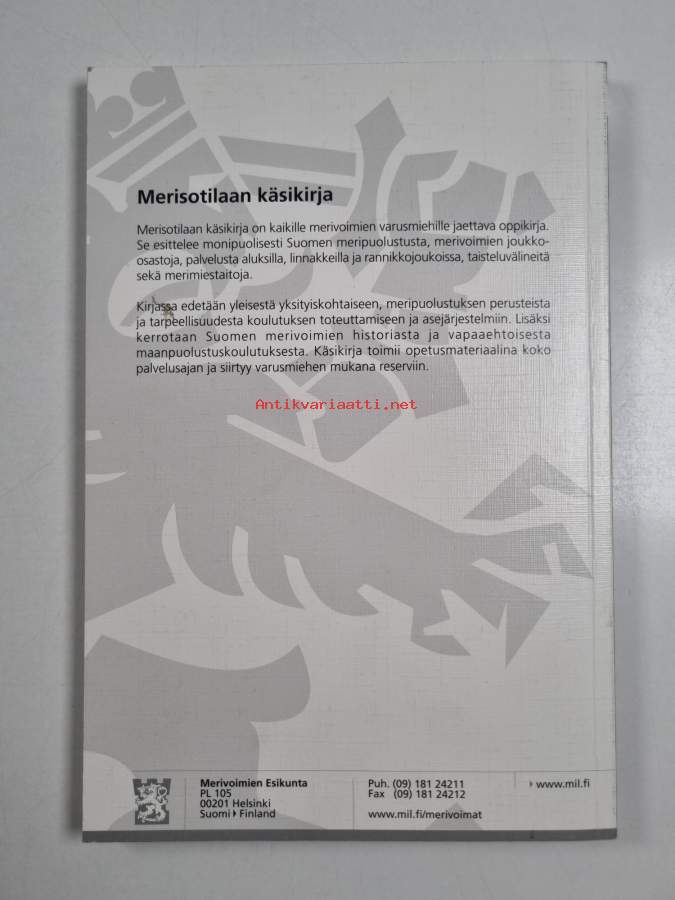 Merisotilaan käsikirja
Merisotilaan käsikirja on kaikille merivoimien varusmiehille jaettava oppikirja.
Se esittelee monipuolisesti Suomen meripuolustusta, merivoimien joukko-
osastoja, palvelusta aluksilla, linnakkeilla ja rannikkojoukoissa, taisteluvälineitä
sekä merimiestaitoja.
Kirjassa edetään yleisestä yksityiskohtaiseen, meripuolustuksen perusteista
ja tarpeellisuudesta koulutuksen toteuttamiseen ja asejärjestelmiin. Lisäksi
kerrotaan Suomen merivoimien historiasta ja vapaaehtoisesta
maanpuolustuskoulutuksesta. Käsikirja toimii opetusmateriaalina koko
palvelusajan ja siirtyy varusmiehen mukana reserviin.
Antikvariaatti.net
Merivoimien Esikunta
PL 105
00201 Helsinki
Suomi Finland
Puh. (09) 181 24211
Fax (09) 181 24212
www.mil.fi/merivoimat
www.mil.fi